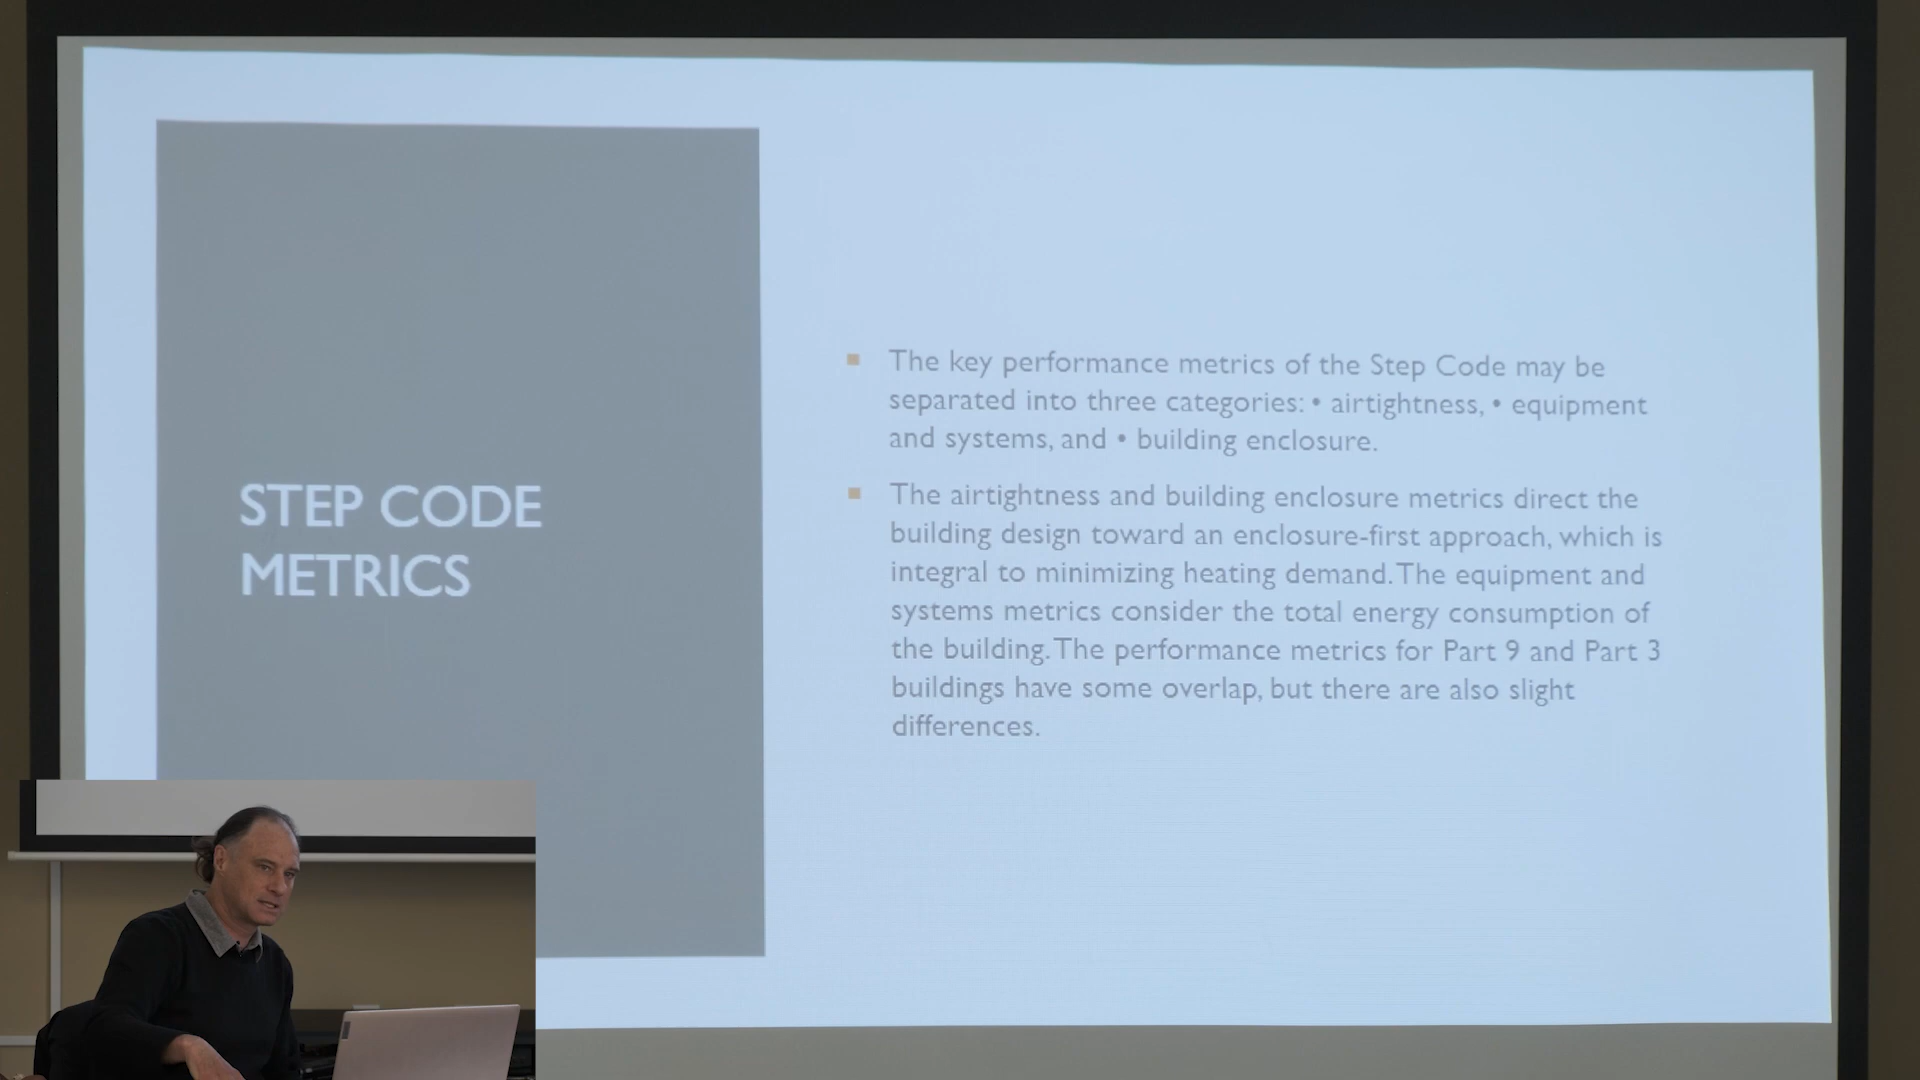 STEP CODE
METRICS
▪ The key performance metrics of the Step Code may be
separated into three categories: • airtightness, • equipment
and systems, and • building enclosure.
▪ The airtightness and building enclosure metrics direct the
building design toward an enclosure-first approach, which is
integral to minimizing heating demand. The equipment and
systems metrics consider the total energy consumption of
the building. The performance metrics for Part 9 and Part 3
buildings have some overlap, but there are also slight
differences.